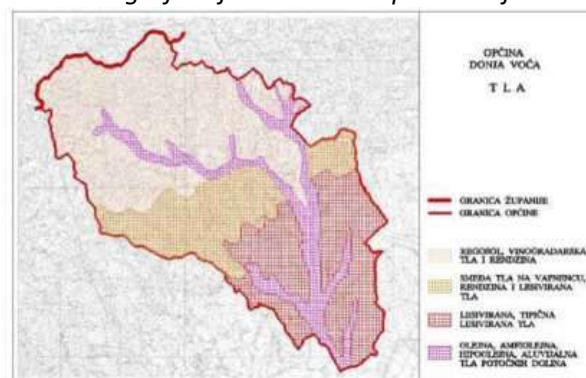 OPĆINA
DONJA VOĆA
T L A
GRANICA ŽUPANIJE
GRANICA OPĆINE
REGOSOL, VINOGRADARSKA
TLA I RENDZINA
SMEĐA TLA NA VAPNENCU,
RENDZINA I LESIVIRANA
TLA
LESIVIRANA, TIPIČNA
LESIVIRANA TLA
GLEJNA, AMFIGLEJNA,
HIPOGLEJNA, ALUVIJALNA
TLA POTOČNIH DOLINA